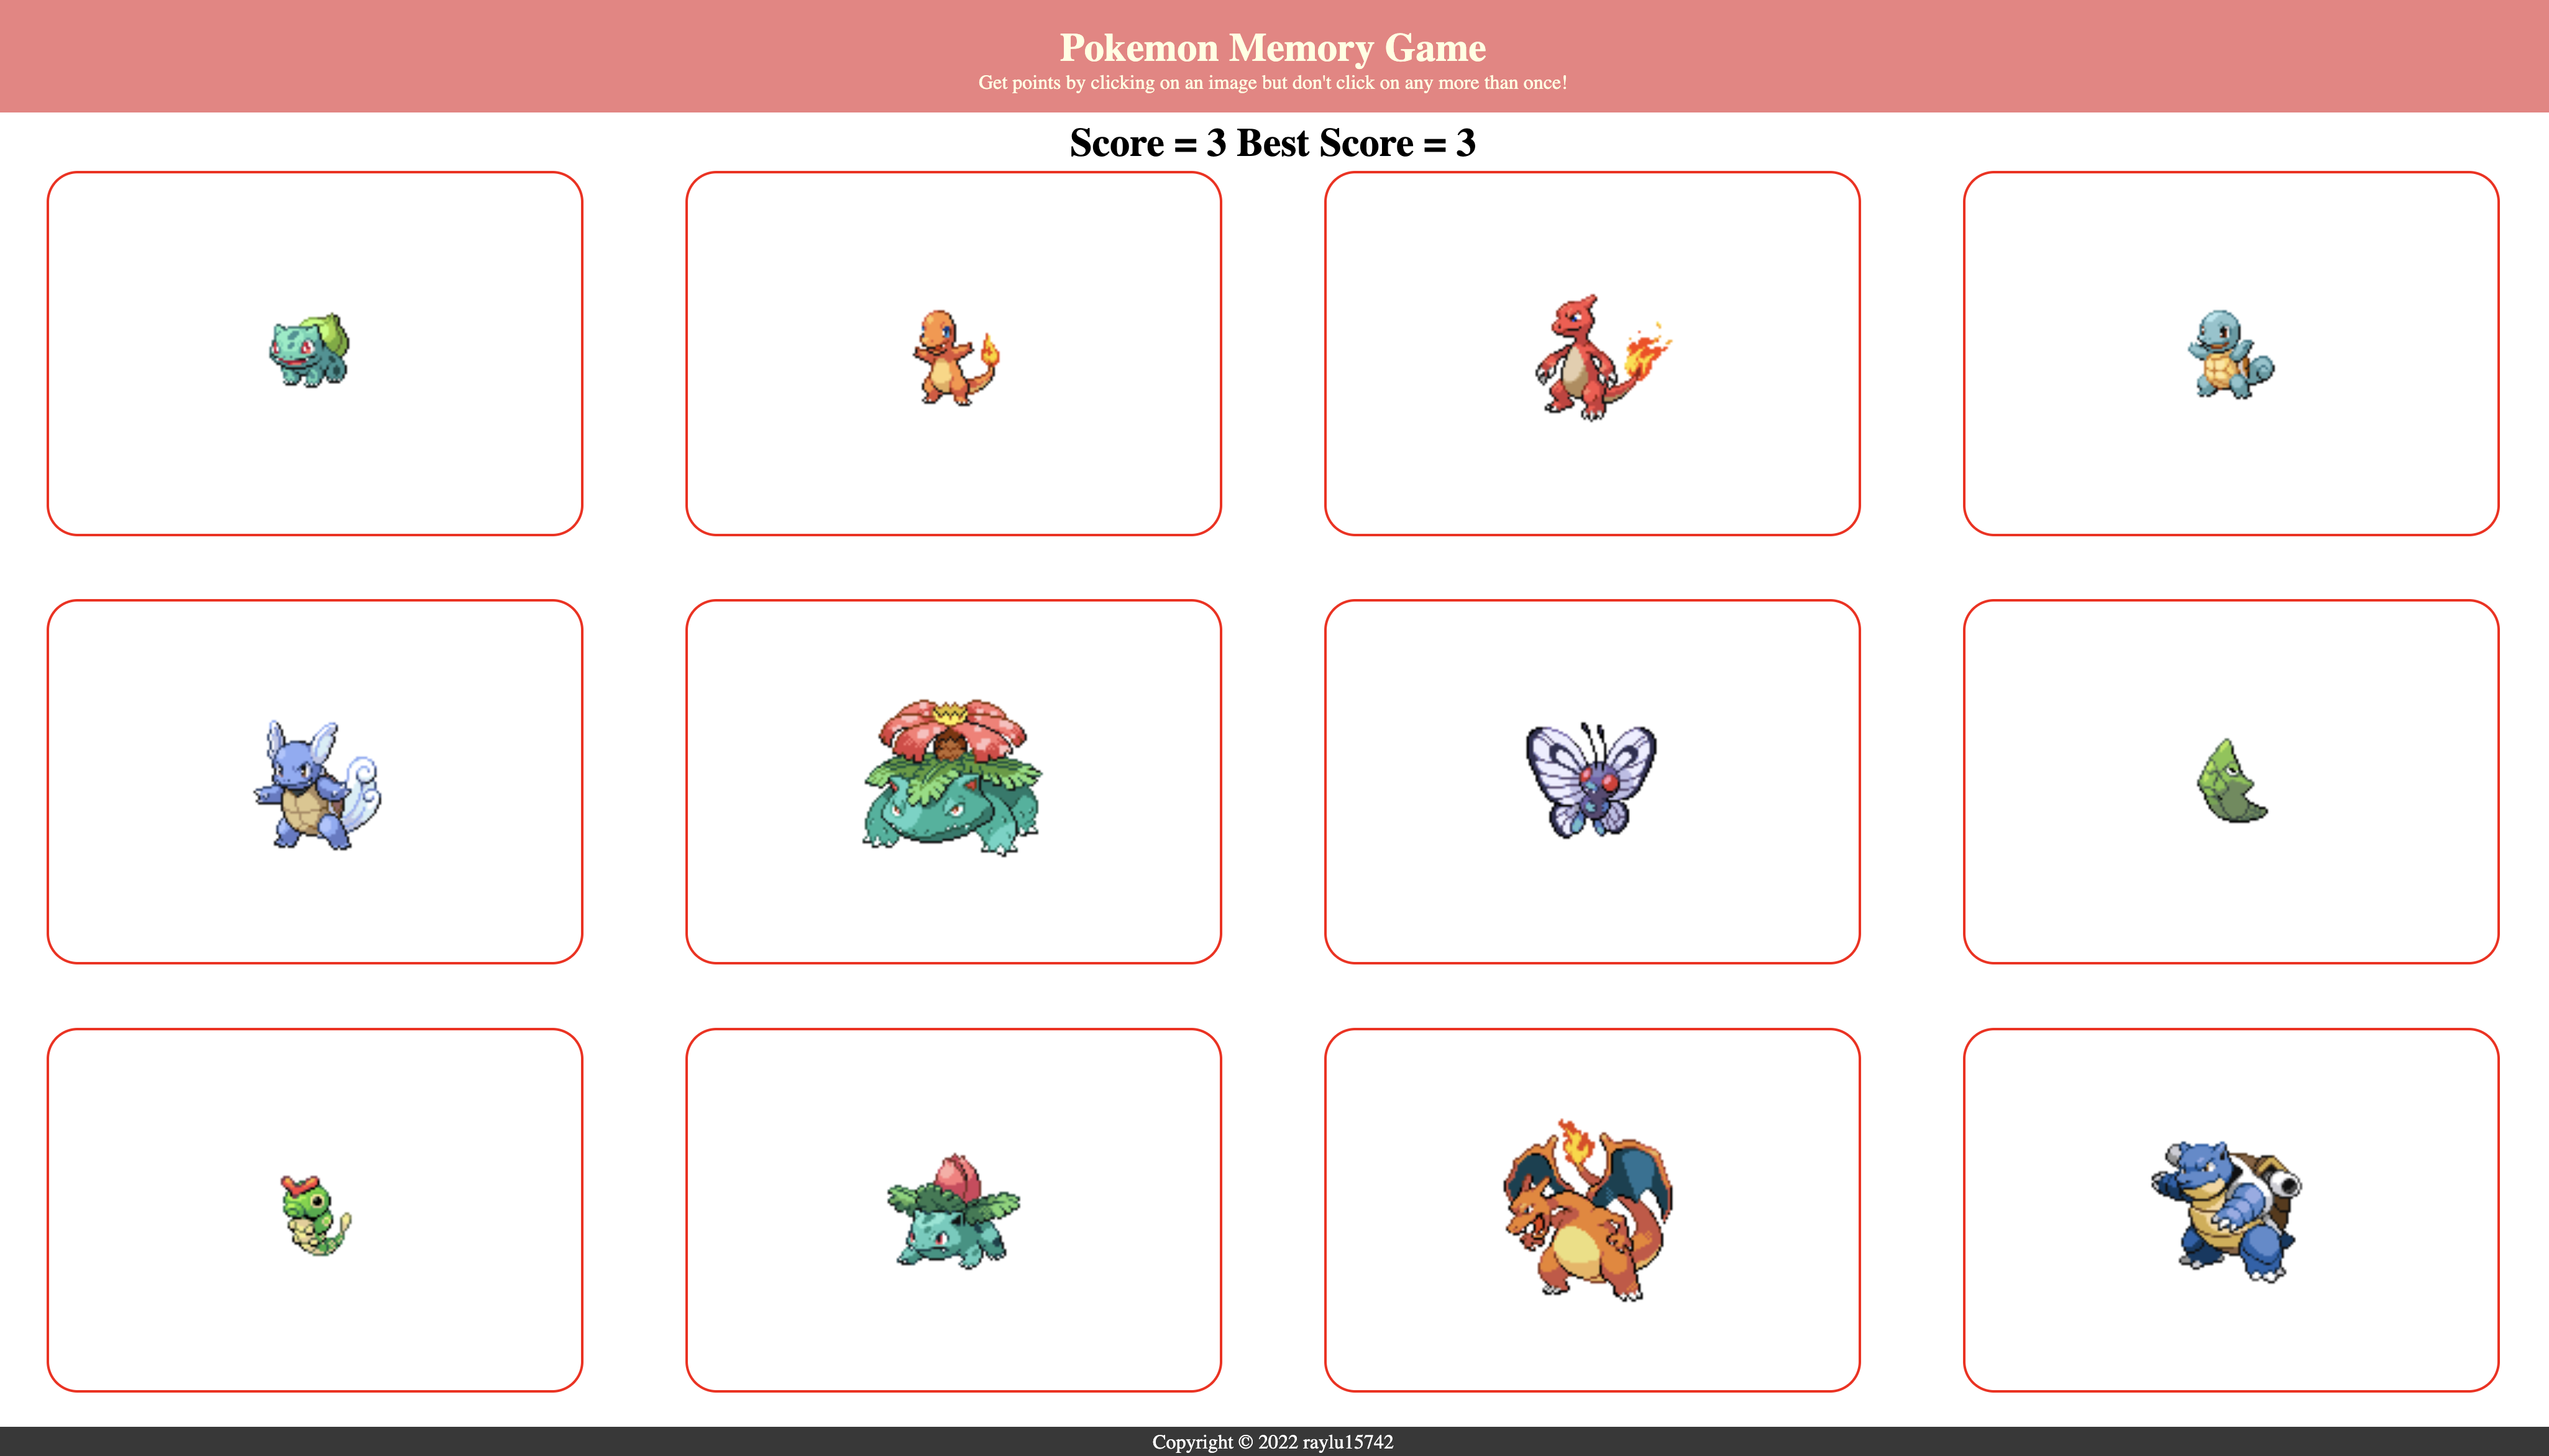 Pokemon Memory Game
Get points by clicking on an image but don't click on any more than once!
Score = 3 Best Score = 3
Copyright © 2022 raylu15742